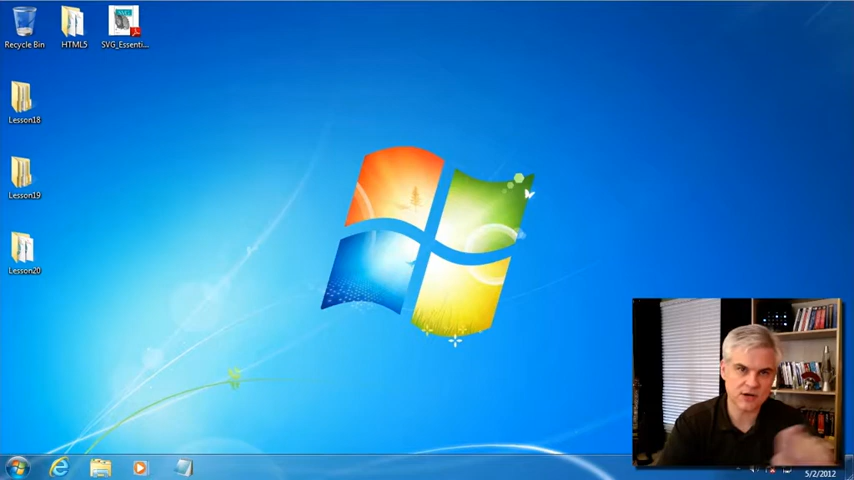 Recycle Bin
HTML5
SVG_Essenti...
Lesson18
Lesson19
Lesson20
5/2/2012